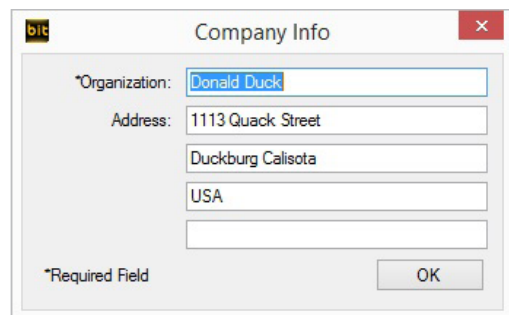 bit Company Info
*Organization: Donald Duck
Address: 1113 Quack Street
Duckburg Calisota
USA
*Required Field OK